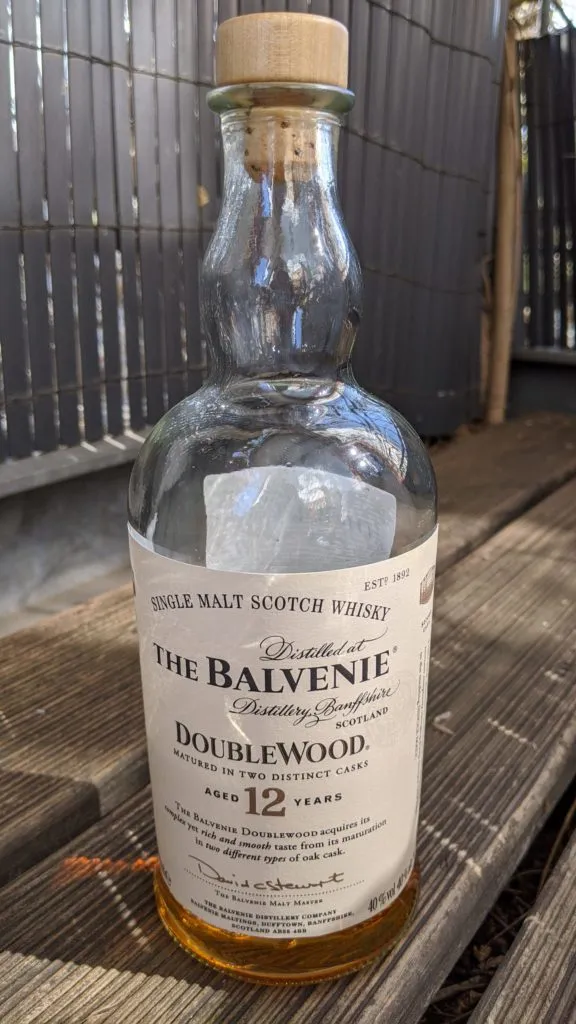 ESTD 1892
SINGLE MALT SCOTCH WHISKY
Distilled at
THE BALVENIE®
Distillery, Banffshire
SCOTLAND
DOUBLEWOOD®
MATURED IN TWO DISTINCT CASKS
AGED 12 YEARS
THE BALVENIE DOUBLEWOOD acquires its
complex yet rich and smooth taste from its maturation
in two different types of oak cask.
David C Stewart
THE BALVENIE MALT MASTER
THE BALVENIE DISTILLERY COMPANY
BALVENIE MALTINGS, DUFFTOWN, BANFFSHIRE,
SCOTLAND AB55 4BB
40%vol